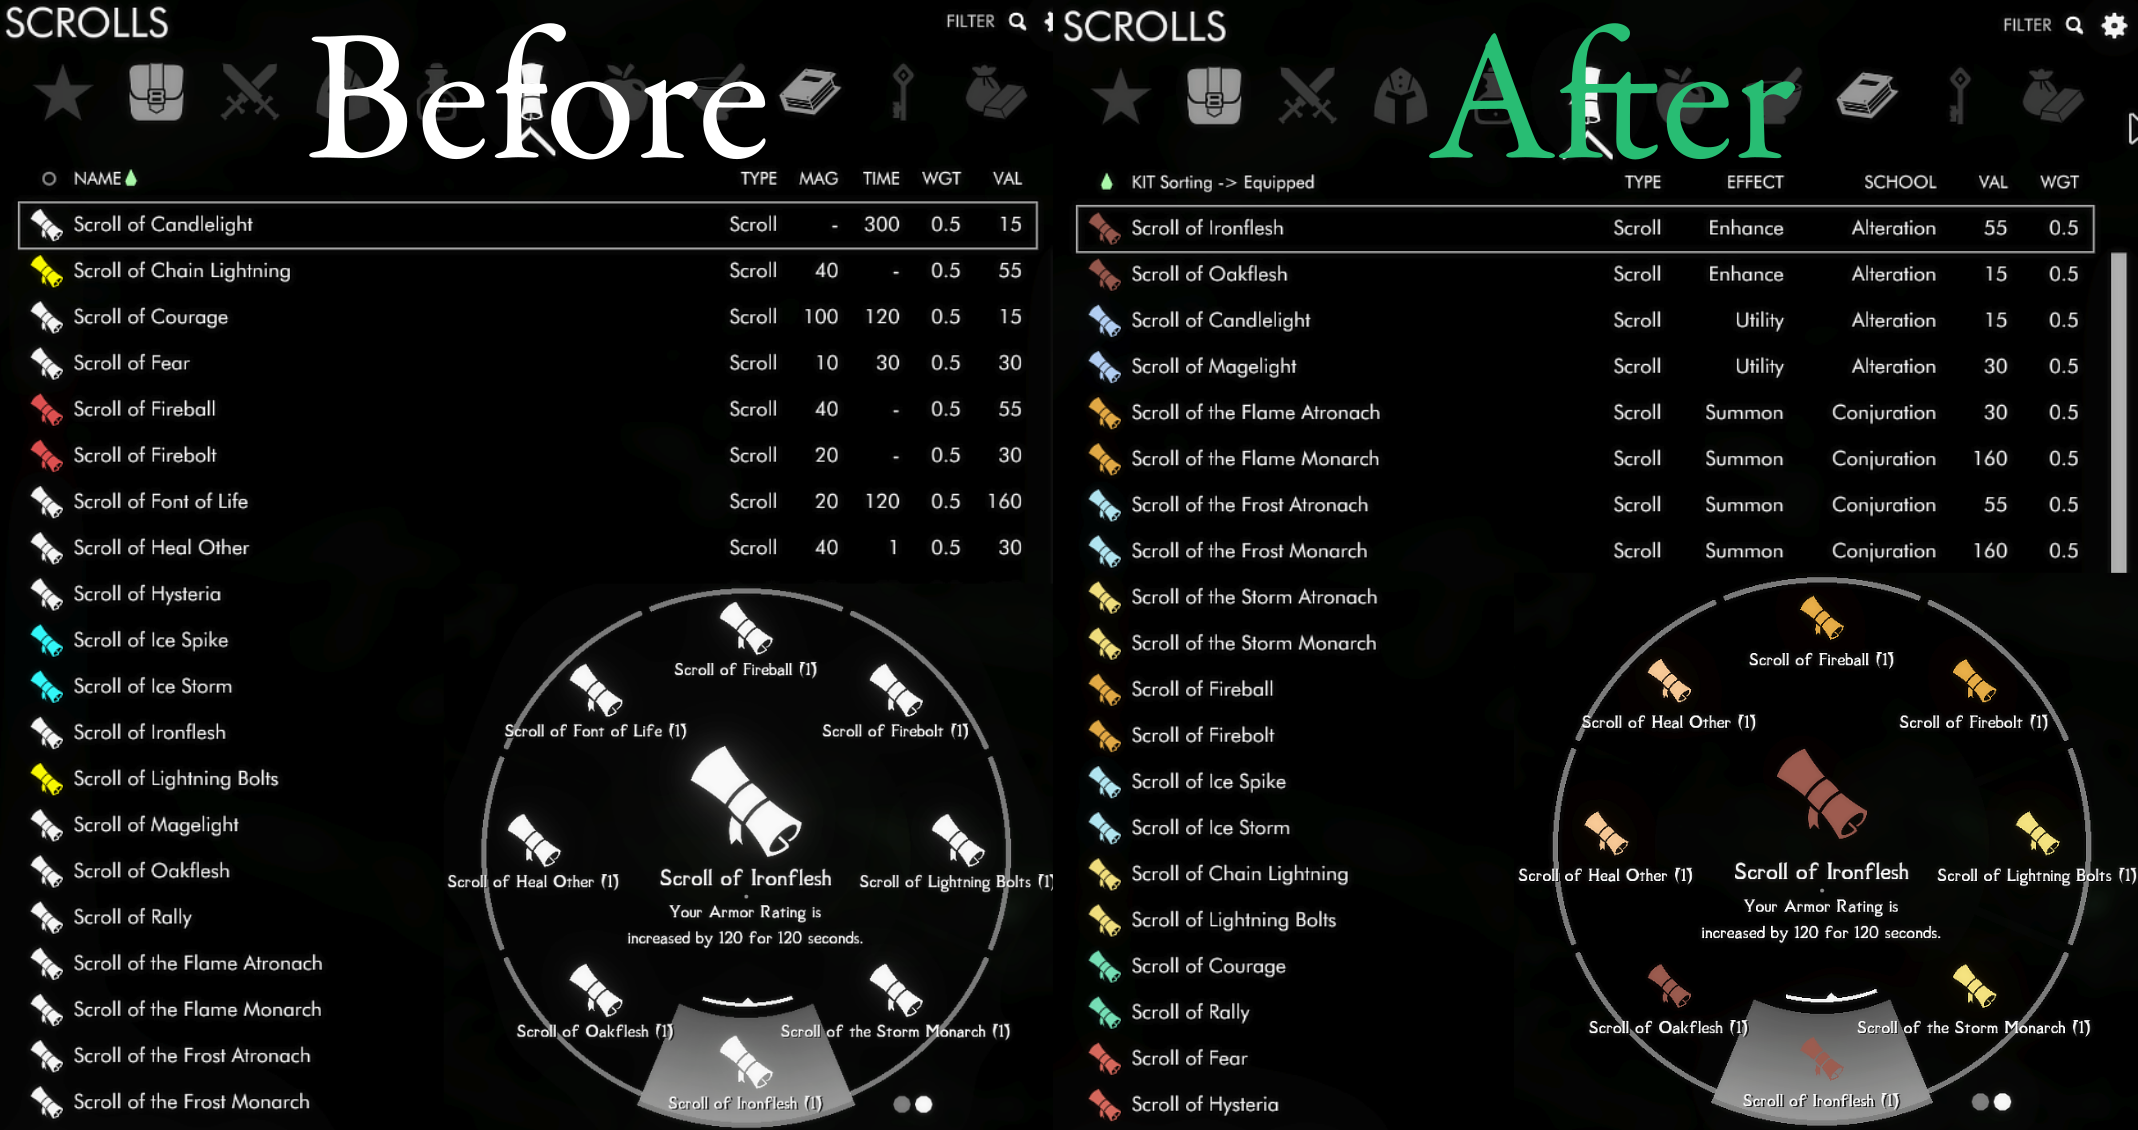 SCROLLS
FILTER
Before
NAME TYPE MAG TIME WGT VAL
Scroll of Candlelight Scroll - 300 0.5 15
Scroll of Chain Lightning Scroll 40 - 0.5 55
Scroll of Courage Scroll 100 120 0.5 15
Scroll of Fear Scroll 10 30 0.5 30
Scroll of Fireball Scroll 40 - 0.5 55
Scroll of Firebolt Scroll 20 - 0.5 30
Scroll of Font of Life Scroll 20 120 0.5 160
Scroll of Heal Other Scroll 40 1 0.5 30
Scroll of Hysteria
Scroll of Ice Spike
Scroll of Ice Storm
Scroll of Ironflesh
Scroll of Lightning Bolts
Scroll of Magelight
Scroll of Oakflesh
Scroll of Rally
Scroll of the Flame Atronach
Scroll of the Flame Monarch
Scroll of the Frost Atronach
Scroll of the Frost Monarch
Scroll of Fireball (1)
Scroll of Font of Life (1)
Scroll of Firebolt (1)
Scroll of Heal Other (1)
Scroll of Ironflesh
Scroll of Lightning Bolts (1)
Your Armor Rating is
increased by 120 for 120 seconds.
Scroll of Oakflesh (1)
Scroll of the Storm Monarch (1)
Scroll of Ironflesh (1)
SCROLLS
FILTER
After
KIT Sorting -> Equipped TYPE EFFECT SCHOOL VAL WGT
Scroll of Ironflesh Scroll Enhance Alteration 55 0.5
Scroll of Oakflesh Scroll Enhance Alteration 15 0.5
Scroll of Candlelight Scroll Utility Alteration 15 0.5
Scroll of Magelight Scroll Utility Alteration 30 0.5
Scroll of the Flame Atronach Scroll Summon Conjuration 30 0.5
Scroll of the Flame Monarch Scroll Summon Conjuration 160 0.5
Scroll of the Frost Atronach Scroll Summon Conjuration 55 0.5
Scroll of the Frost Monarch Scroll Summon Conjuration 160 0.5
Scroll of the Storm Atronach
Scroll of the Storm Monarch
Scroll of Fireball
Scroll of Firebolt
Scroll of Ice Spike
Scroll of Ice Storm
Scroll of Chain Lightning
Scroll of Lightning Bolts
Scroll of Courage
Scroll of Rally
Scroll of Fear
Scroll of Hysteria
Scroll of Fireball (1)
Scroll of Heal Other (1)
Scroll of Firebolt (1)
Scroll of Heal Other (1)
Scroll of Ironflesh
Scroll of Lightning Bolts (1)
Your Armor Rating is
increased by 120 for 120 seconds.
Scroll of Oakflesh (1)
Scroll of the Storm Monarch (1)
Scroll of Ironflesh (1)